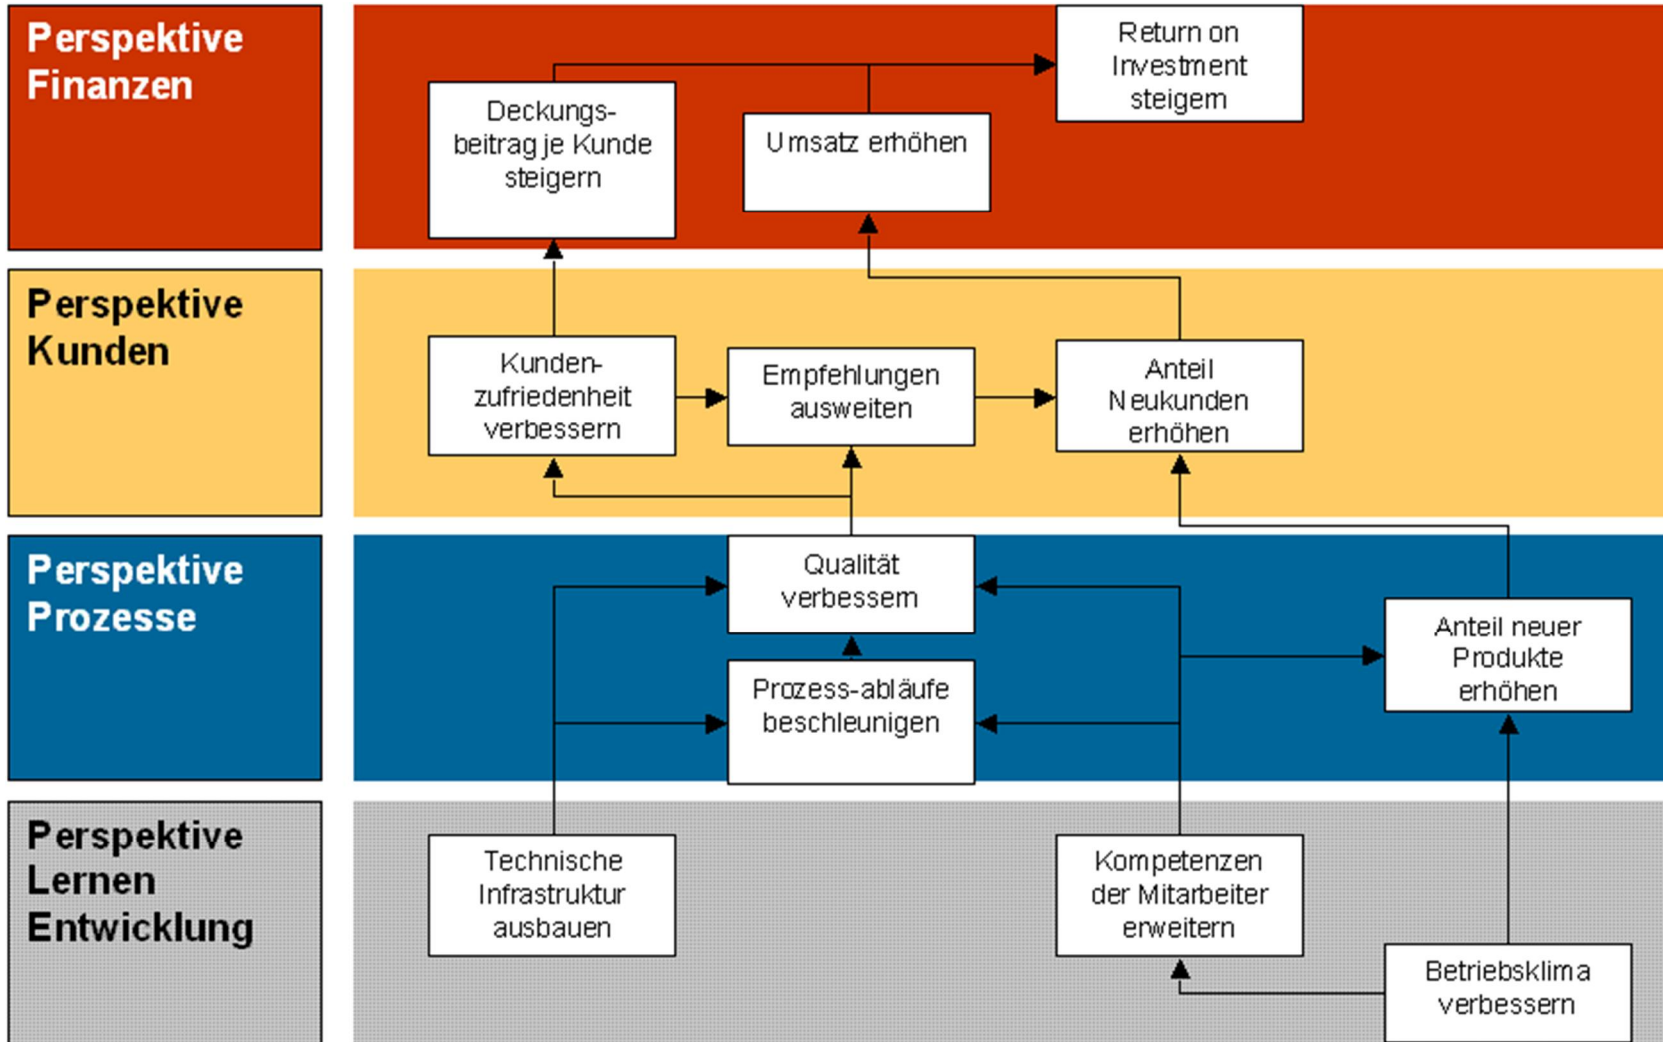 Perspektive
Finanzen
Return on
Investment
steigern
Deckungs-
beitrag je Kunde
steigern
Umsatz erhöhen
Perspektive
Kunden
Kunden-
zufriedenheit
verbessern
Empfehlungen
ausweiten
Anteil
Neukunden
erhöhen
Perspektive
Prozesse
Qualität
verbessern
Prozess-abläufe
beschleunigen
Anteil neuer
Produkte
erhöhen
Perspektive
Lernen
Entwicklung
Technische
Infrastruktur
ausbauen
Kompetenzen
der Mitarbeiter
erweitern
Betriebsklima
verbessern